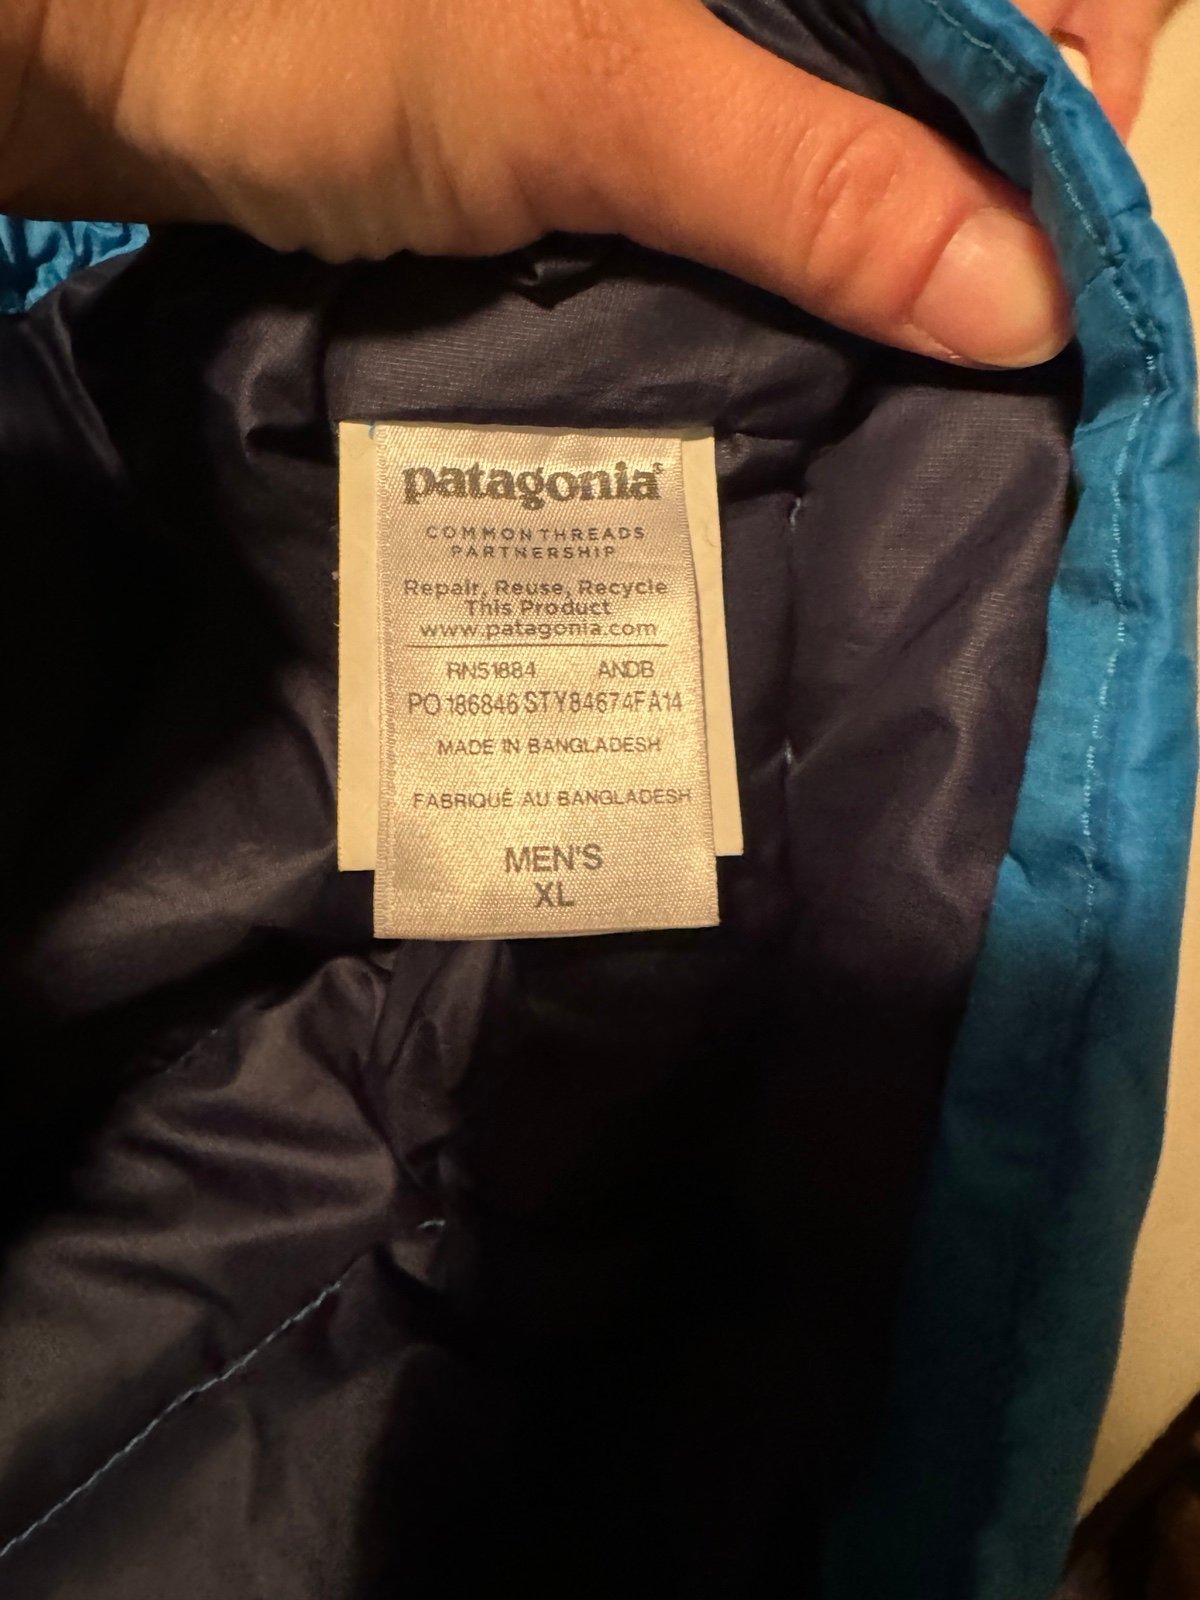 patagonia®
COMMON THREADS
PARTNERSHIP
Repair, Reuse, Recycle
This Product
www.patagonia.com
RN51884 ANDB
PO 186846 STY84674FA14
MADE IN BANGLADESH
FABRIQUÉ AU BANGLADESH
MEN'S
XL